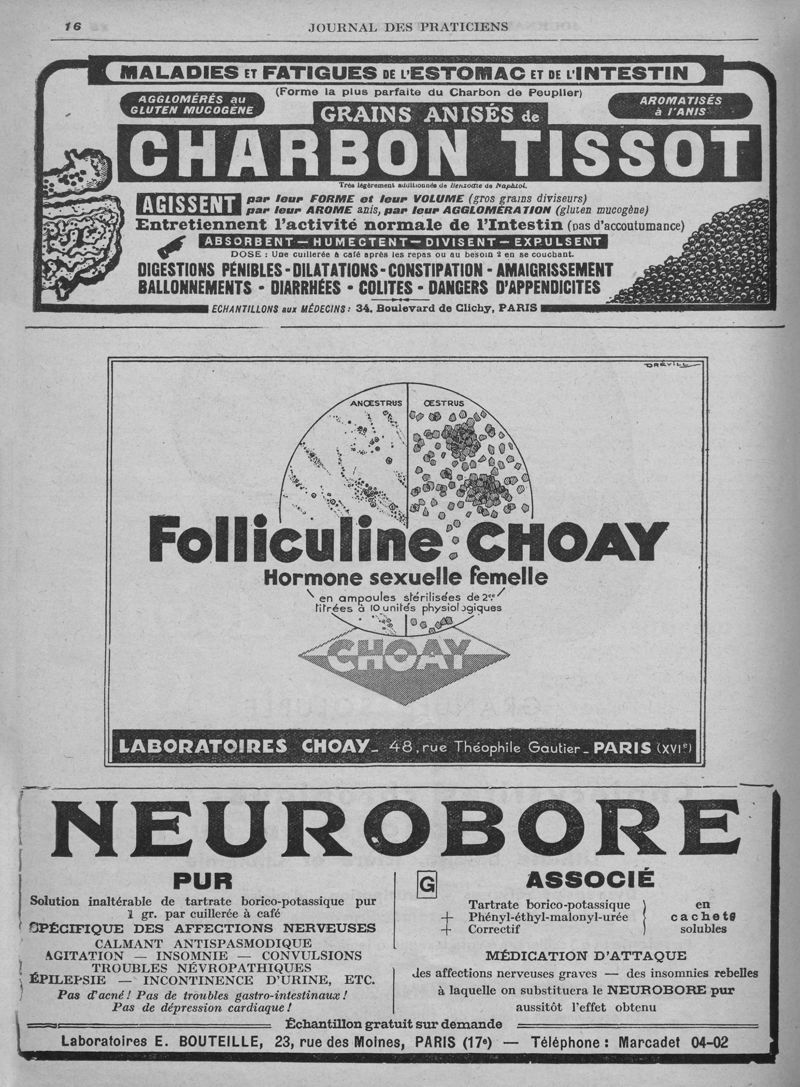 16
JOURNAL DES PRATICIENS
MALADIES ET FATIGUES DE L'ESTOMAC ET DE L'INTESTIN
(Forme la plus parfaite du Charbon de Peuplier)
AGGLOMÉRÉS au
GLUTEN MUCOGÈNE
GRAINS ANISÉS de
AROMATISÉS
à l'ANIS
CHARBON TISSOT
Très légèrement additionnés de Benzoate de Naphtol.
AGISSENT
par leur FORME et leur VOLUME (gros grains diviseurs)
par leur AROME anis, par leur AGGLOMÉRATION (gluten mucogène)
Entretiennent l'activité normale de l'Intestin (pas d'accoutumance)
ABSORBENT — HUMECTENT — DIVISENT — EXPULSENT
DOSE : Une cuillerée à café après les repas ou au besoin 2 en se couchant.
DIGESTIONS PÉNIBLES - DILATATIONS - CONSTIPATION - AMAIGRISSEMENT
BALLONNEMENTS - DIARRHÉES - COLITES - DANGERS D'APPENDICITES
ECHANTILLONS aux MÉDECINS : 34, Boulevard de Clichy, PARIS
DRÉVILL
ANŒSTRUS
ŒSTRUS
Folliculine CHOAY
Hormone sexuelle femelle
en ampoules stérilisées de 2cc
titrées à 10 unités physiologiques
CHOAY
LABORATOIRES CHOAY_ 48, rue Théophile Gautier_ PARIS (XVIe)
NEUROBORE
PUR
Solution inaltérable de tartrate borico-potassique pur
1 gr. par cuillerée à café
SPÉCIFIQUE DES AFFECTIONS NERVEUSES
CALMANT ANTISPASMODIQUE
AGITATION — INSOMNIE — CONVULSIONS
TROUBLES NÉVROPATHIQUES
ÉPILEPSIE — INCONTINENCE D'URINE, ETC.
Pas d'acné ! Pas de troubles gastro-intestinaux !
Pas de dépression cardiaque !
G
ASSOCIÉ
Tartrate borico-potassique
+ Phényl-éthyl-malonyl-urée
+ Correctif
en
cachets
solubles
MÉDICATION D'ATTAQUE
des affections nerveuses graves — des insomnies rebelles
à laquelle on substituera le NEUROBORE pur
aussitôt l'effet obtenu
Échantillon gratuit sur demande
Laboratoires E. BOUTEILLE, 23, rue des Moines, PARIS (17e) — Téléphone : Marcadet 04-02